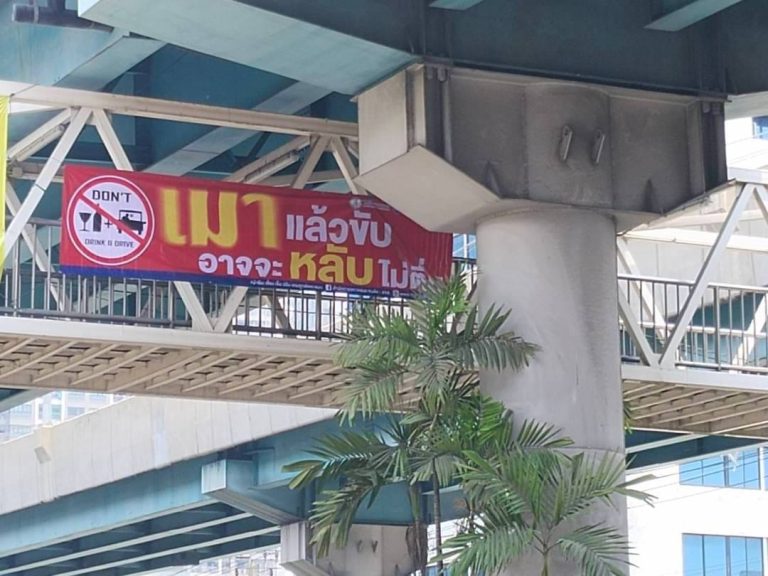 DON'T
DRINK & DRIVE
เมา แล้วขับ
อาจจะ หลับ ไม่ตื่